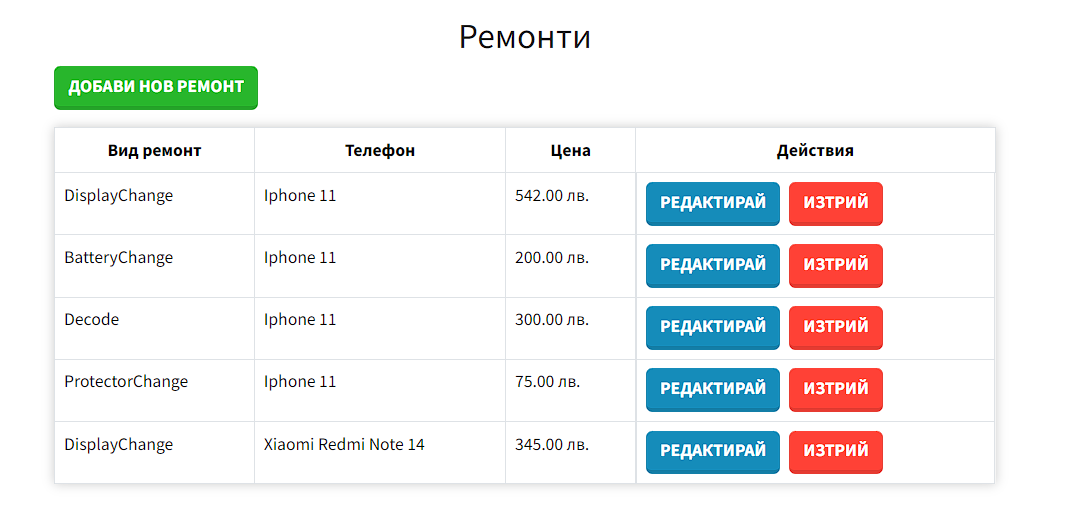 Ремонти
ДОБАВИ НОВ РЕМОНТ
Вид ремонт Телефон Цена Действия
DisplayChange Iphone 11 542.00 лв. РЕДАКТИРАЙ ИЗТРИЙ
BatteryChange Iphone 11 200.00 лв. РЕДАКТИРАЙ ИЗТРИЙ
Decode Iphone 11 300.00 лв. РЕДАКТИРАЙ ИЗТРИЙ
ProtectorChange Iphone 11 75.00 лв. РЕДАКТИРАЙ ИЗТРИЙ
DisplayChange Xiaomi Redmi Note 14 345.00 лв. РЕДАКТИРАЙ ИЗТРИЙ